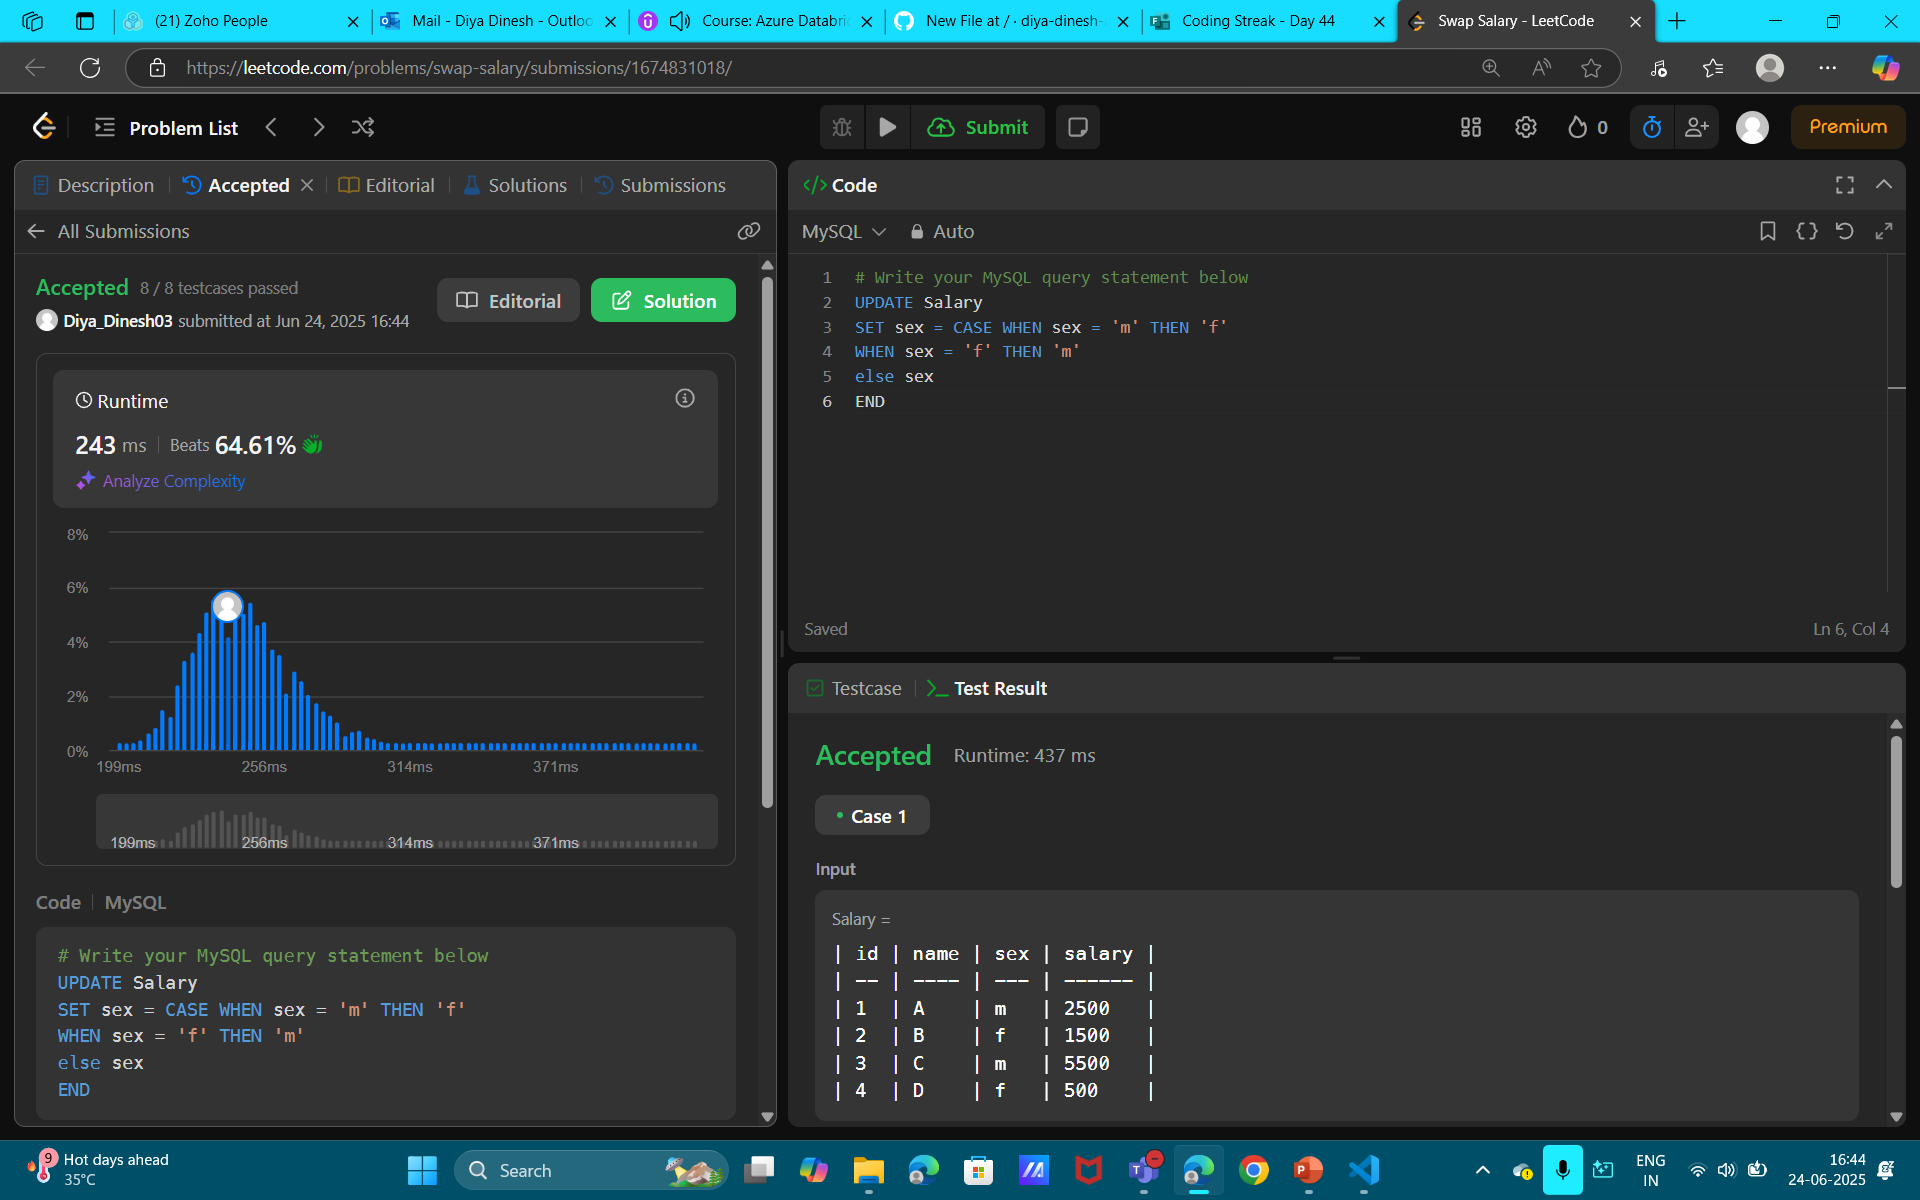 (21) Zoho People
Mail - Diya Dinesh - Outloo
Course: Azure Databric
New File at / · diya-dinesh-
Coding Streak - Day 44
Swap Salary - LeetCode
https://leetcode.com/problems/swap-salary/submissions/1674831018/
Problem List
Submit
0
Premium
Description
Accepted
Editorial
Solutions
Submissions
All Submissions
Accepted 8 / 8 testcases passed
Diya_Dinesh03 submitted at Jun 24, 2025 16:44
Editorial
Solution
Runtime
243 ms Beats 64.61%
Analyze Complexity
8%
6%
4%
2%
0%
199ms 256ms 314ms 371ms
199ms 256ms 314ms 371ms
Code MySQL
# Write your MySQL query statement below
UPDATE Salary
SET sex = CASE WHEN sex = 'm' THEN 'f'
WHEN sex = 'f' THEN 'm'
else sex
END
</> Code
MySQL Auto
1 # Write your MySQL query statement below
2 UPDATE Salary
3 SET sex = CASE WHEN sex = 'm' THEN 'f'
4 WHEN sex = 'f' THEN 'm'
5 else sex
6 END
Saved
Ln 6, Col 4
Testcase
Test Result
Accepted Runtime: 437 ms
Case 1
Input
Salary =
| id | name | sex | salary |
| -- | ---- | --- | ------ |
| 1 | A | m | 2500 |
| 2 | B | f | 1500 |
| 3 | C | m | 5500 |
| 4 | D | f | 500 |
9
Hot days ahead
35°C
Search
ENG
IN
16:44
24-06-2025